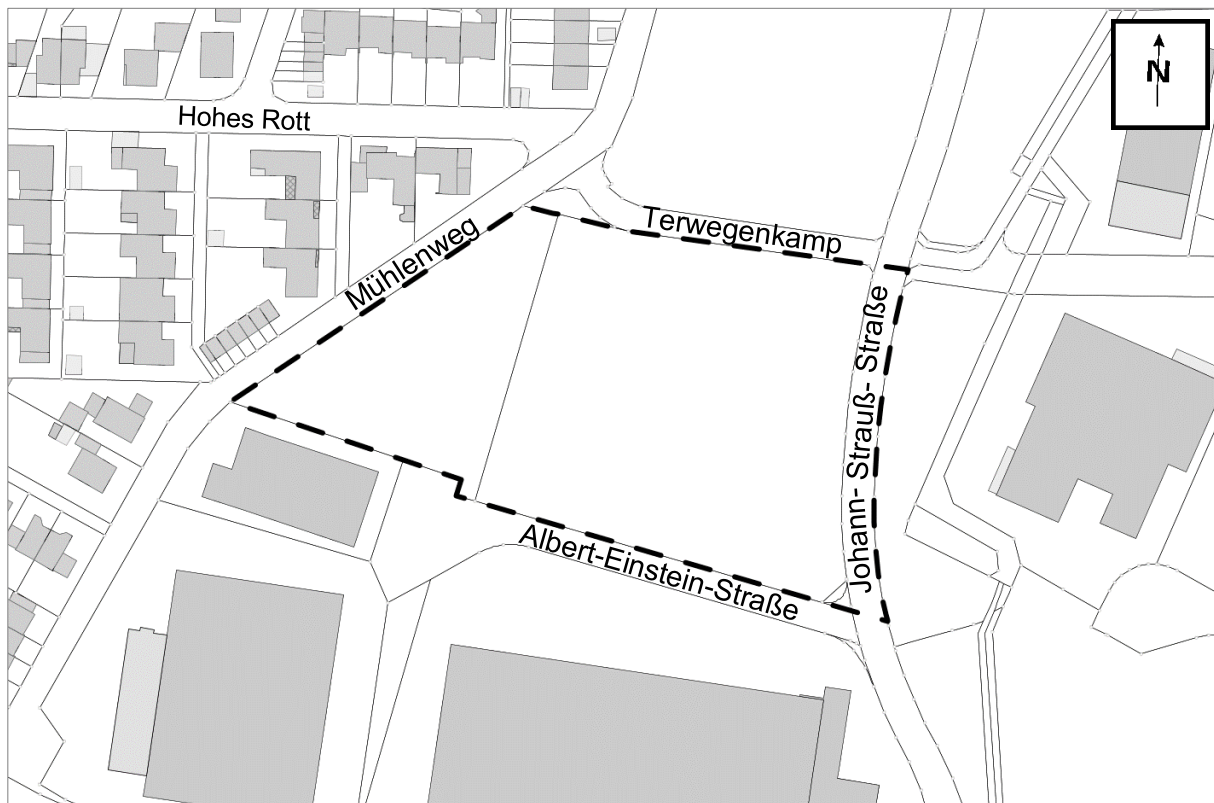 N
Hohes Rott
Mühlenweg
Terwegenkamp
Johann- Strauß- Straße
Albert-Einstein-Straße